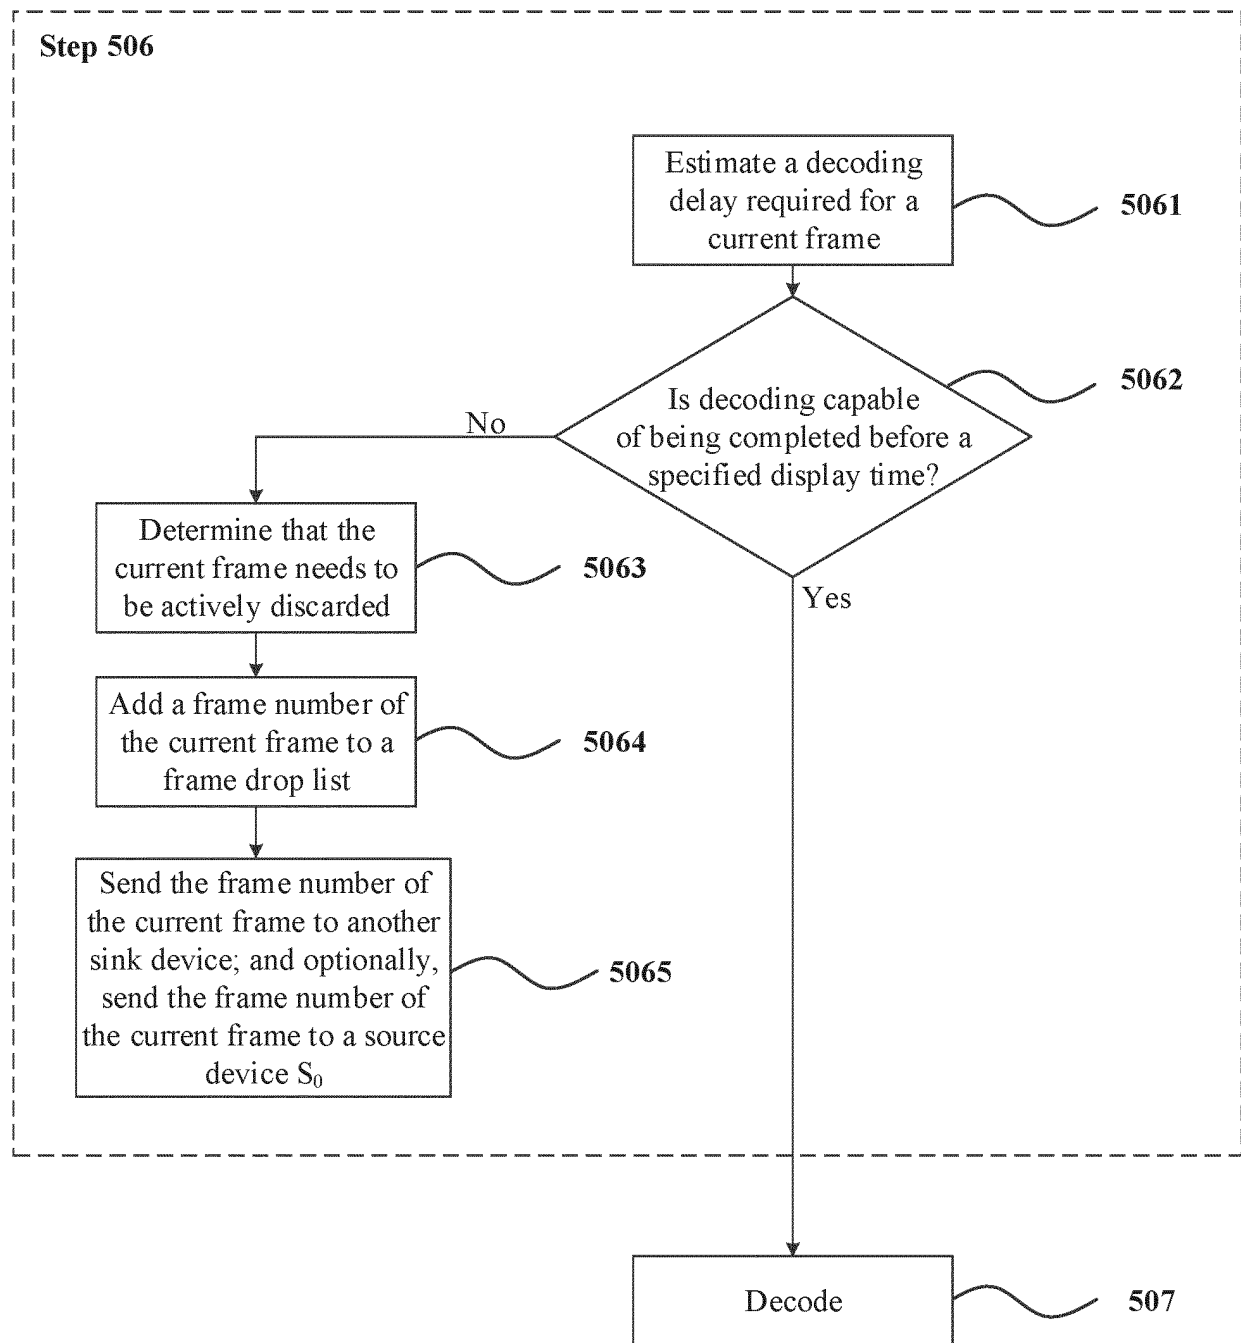 Step 506
Estimate a decoding
delay required for a
current frame
5061
Is decoding capable
of being completed before a
specified display time?
5062
No
Yes
Determine that the
current frame needs to
be actively discarded
5063
Add a frame number of
the current frame to a
frame drop list
5064
Send the frame number of
the current frame to another
sink device; and optionally,
send the frame number of
the current frame to a source
device S₀
5065
Decode
507